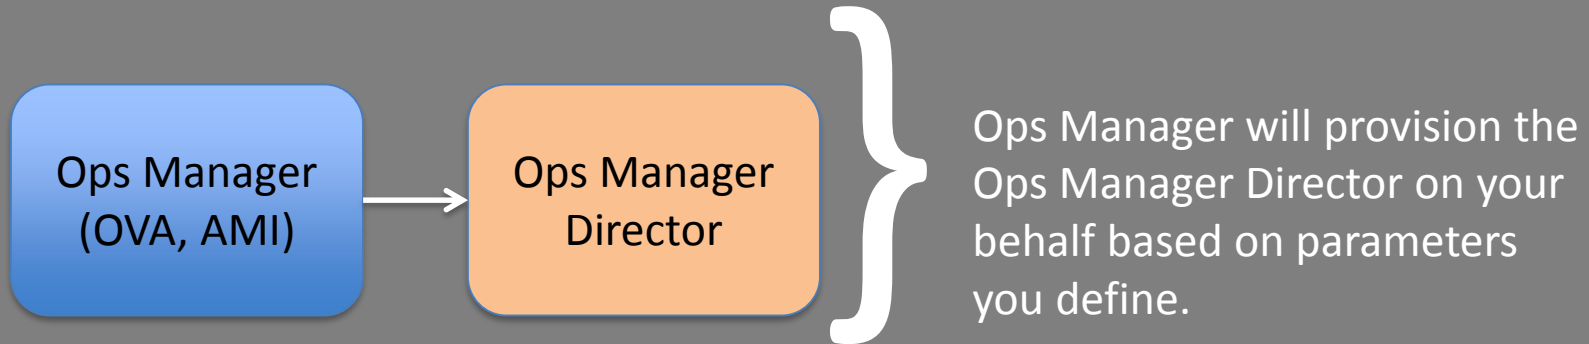 Ops Manager
(OVA, AMI)
Ops Manager
Director
Ops Manager will provision the
Ops Manager Director on your
behalf based on parameters
you define.